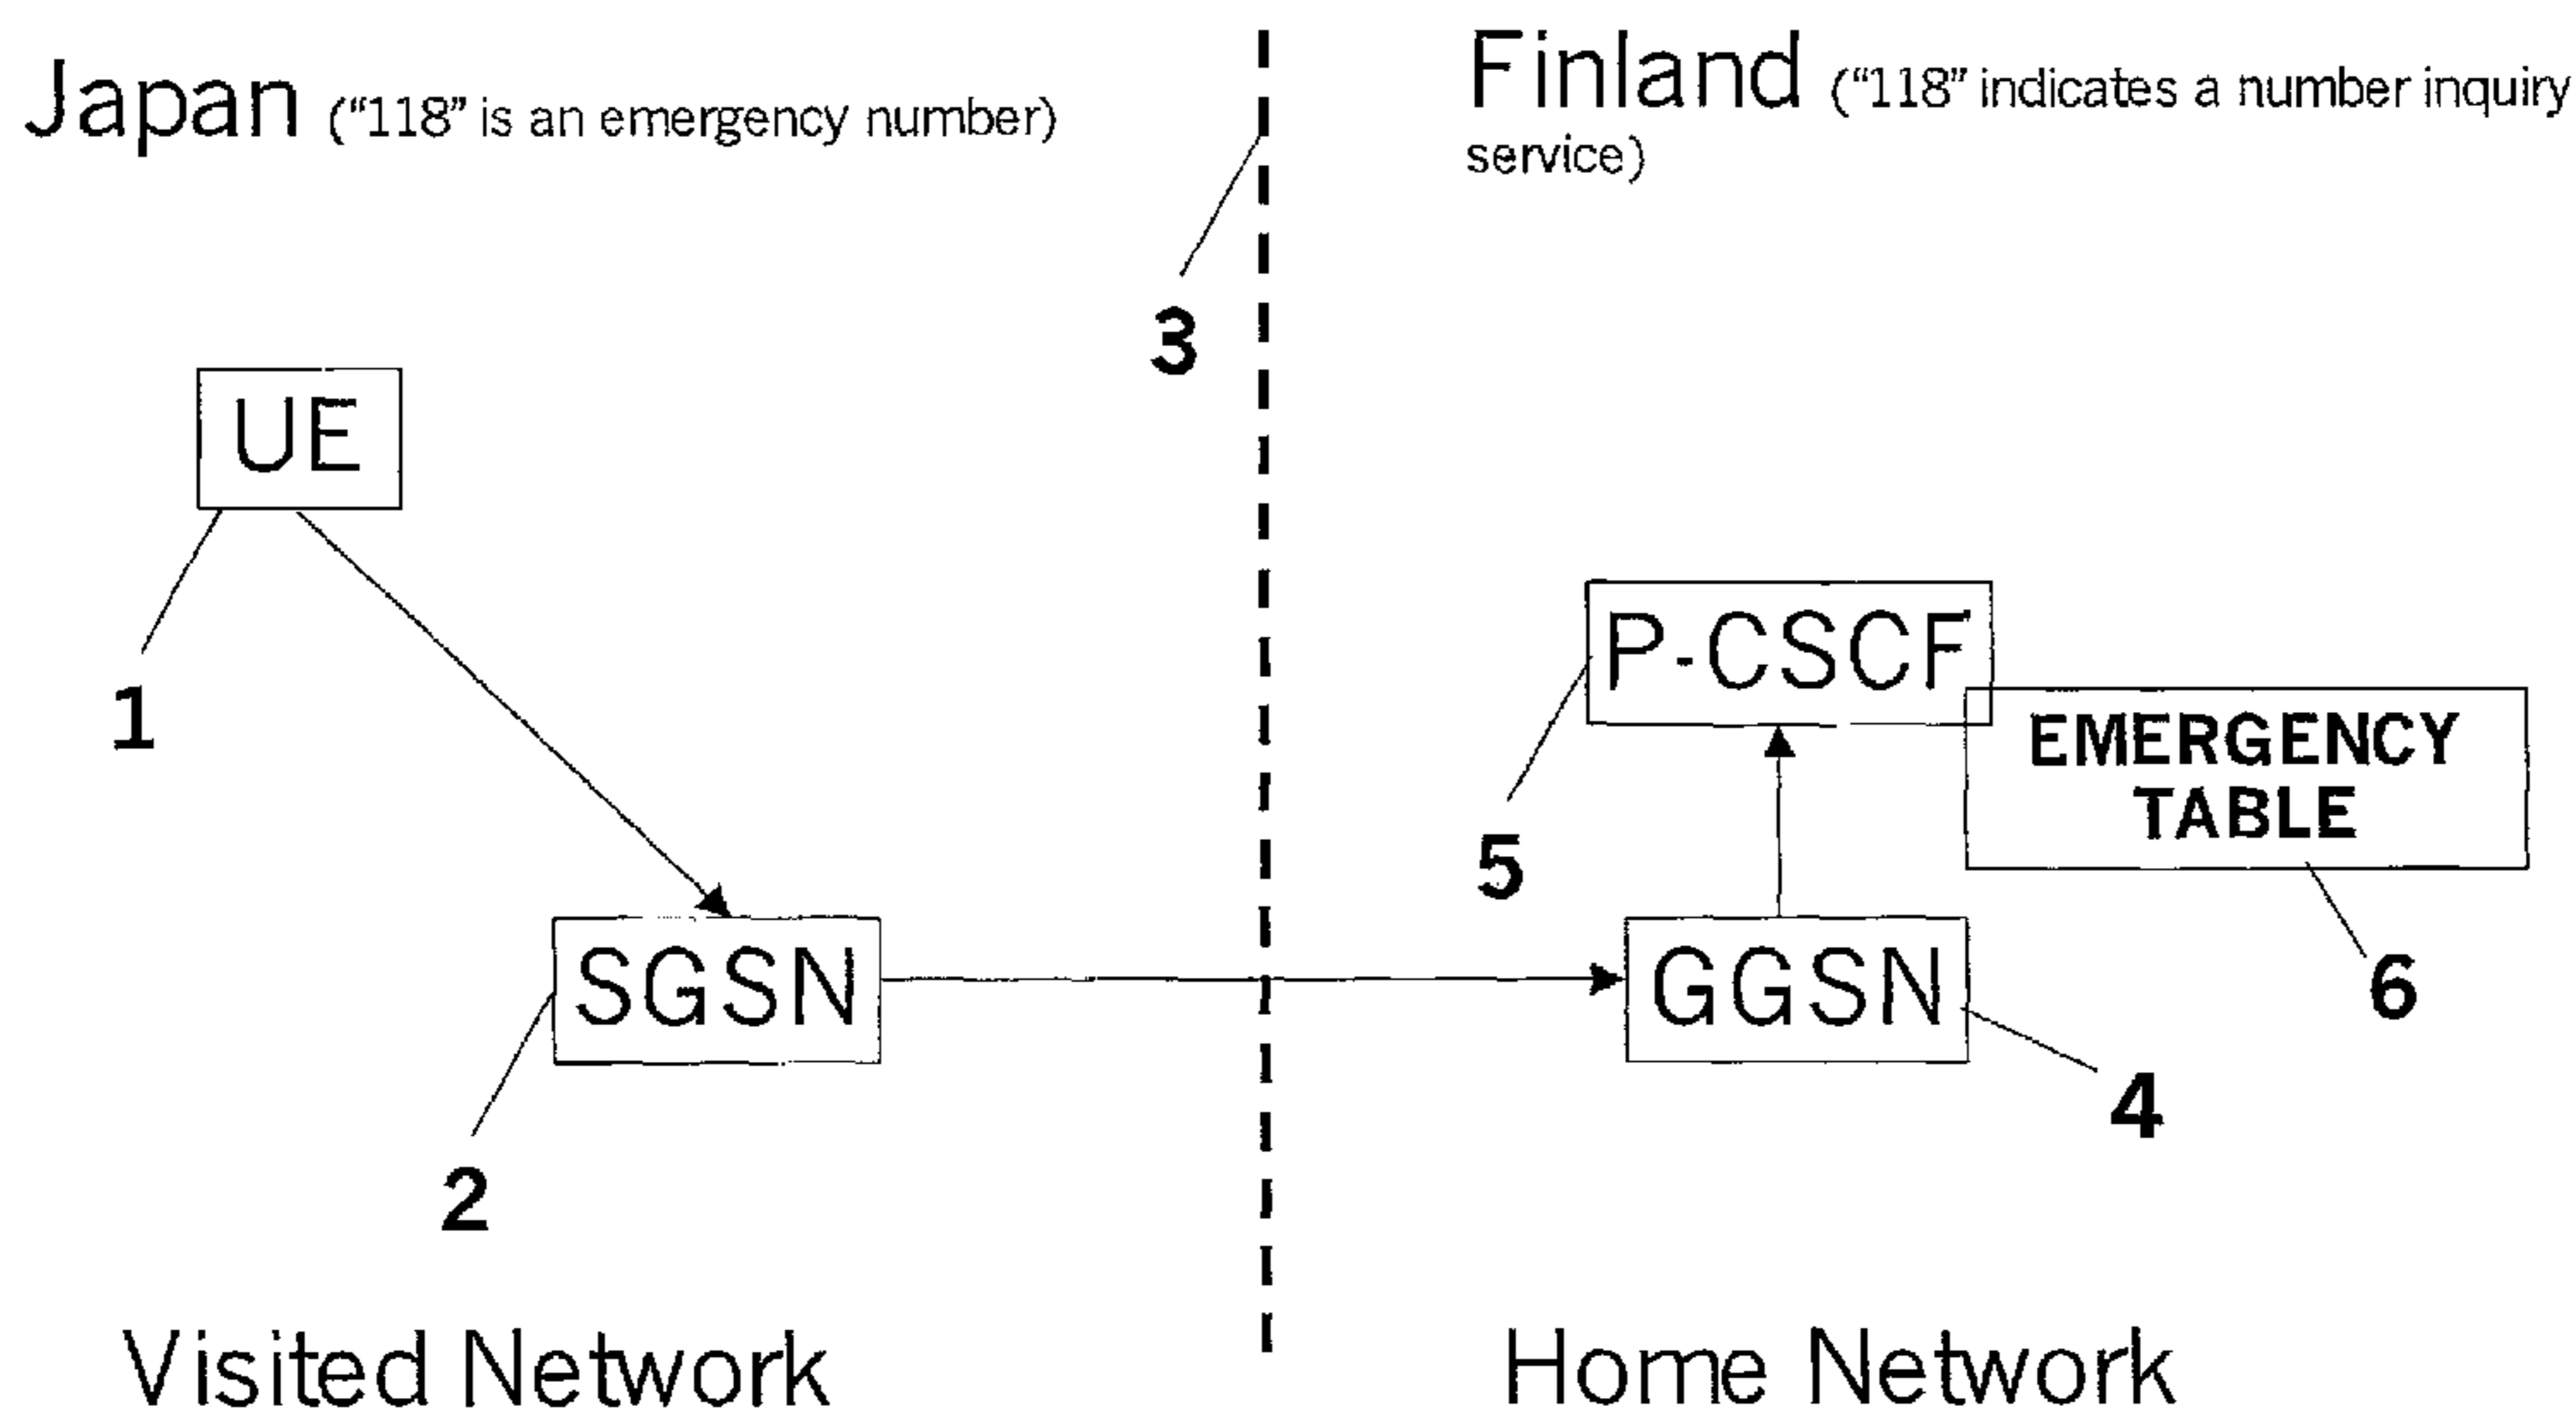 Japan (“118” is an emergency number)
Finland (“118” indicates a number inquiry
service)
3
UE
1
P-CSCF
EMERGENCY
TABLE
5
6
SGSN
GGSN
4
2
Visited Network
Home Network